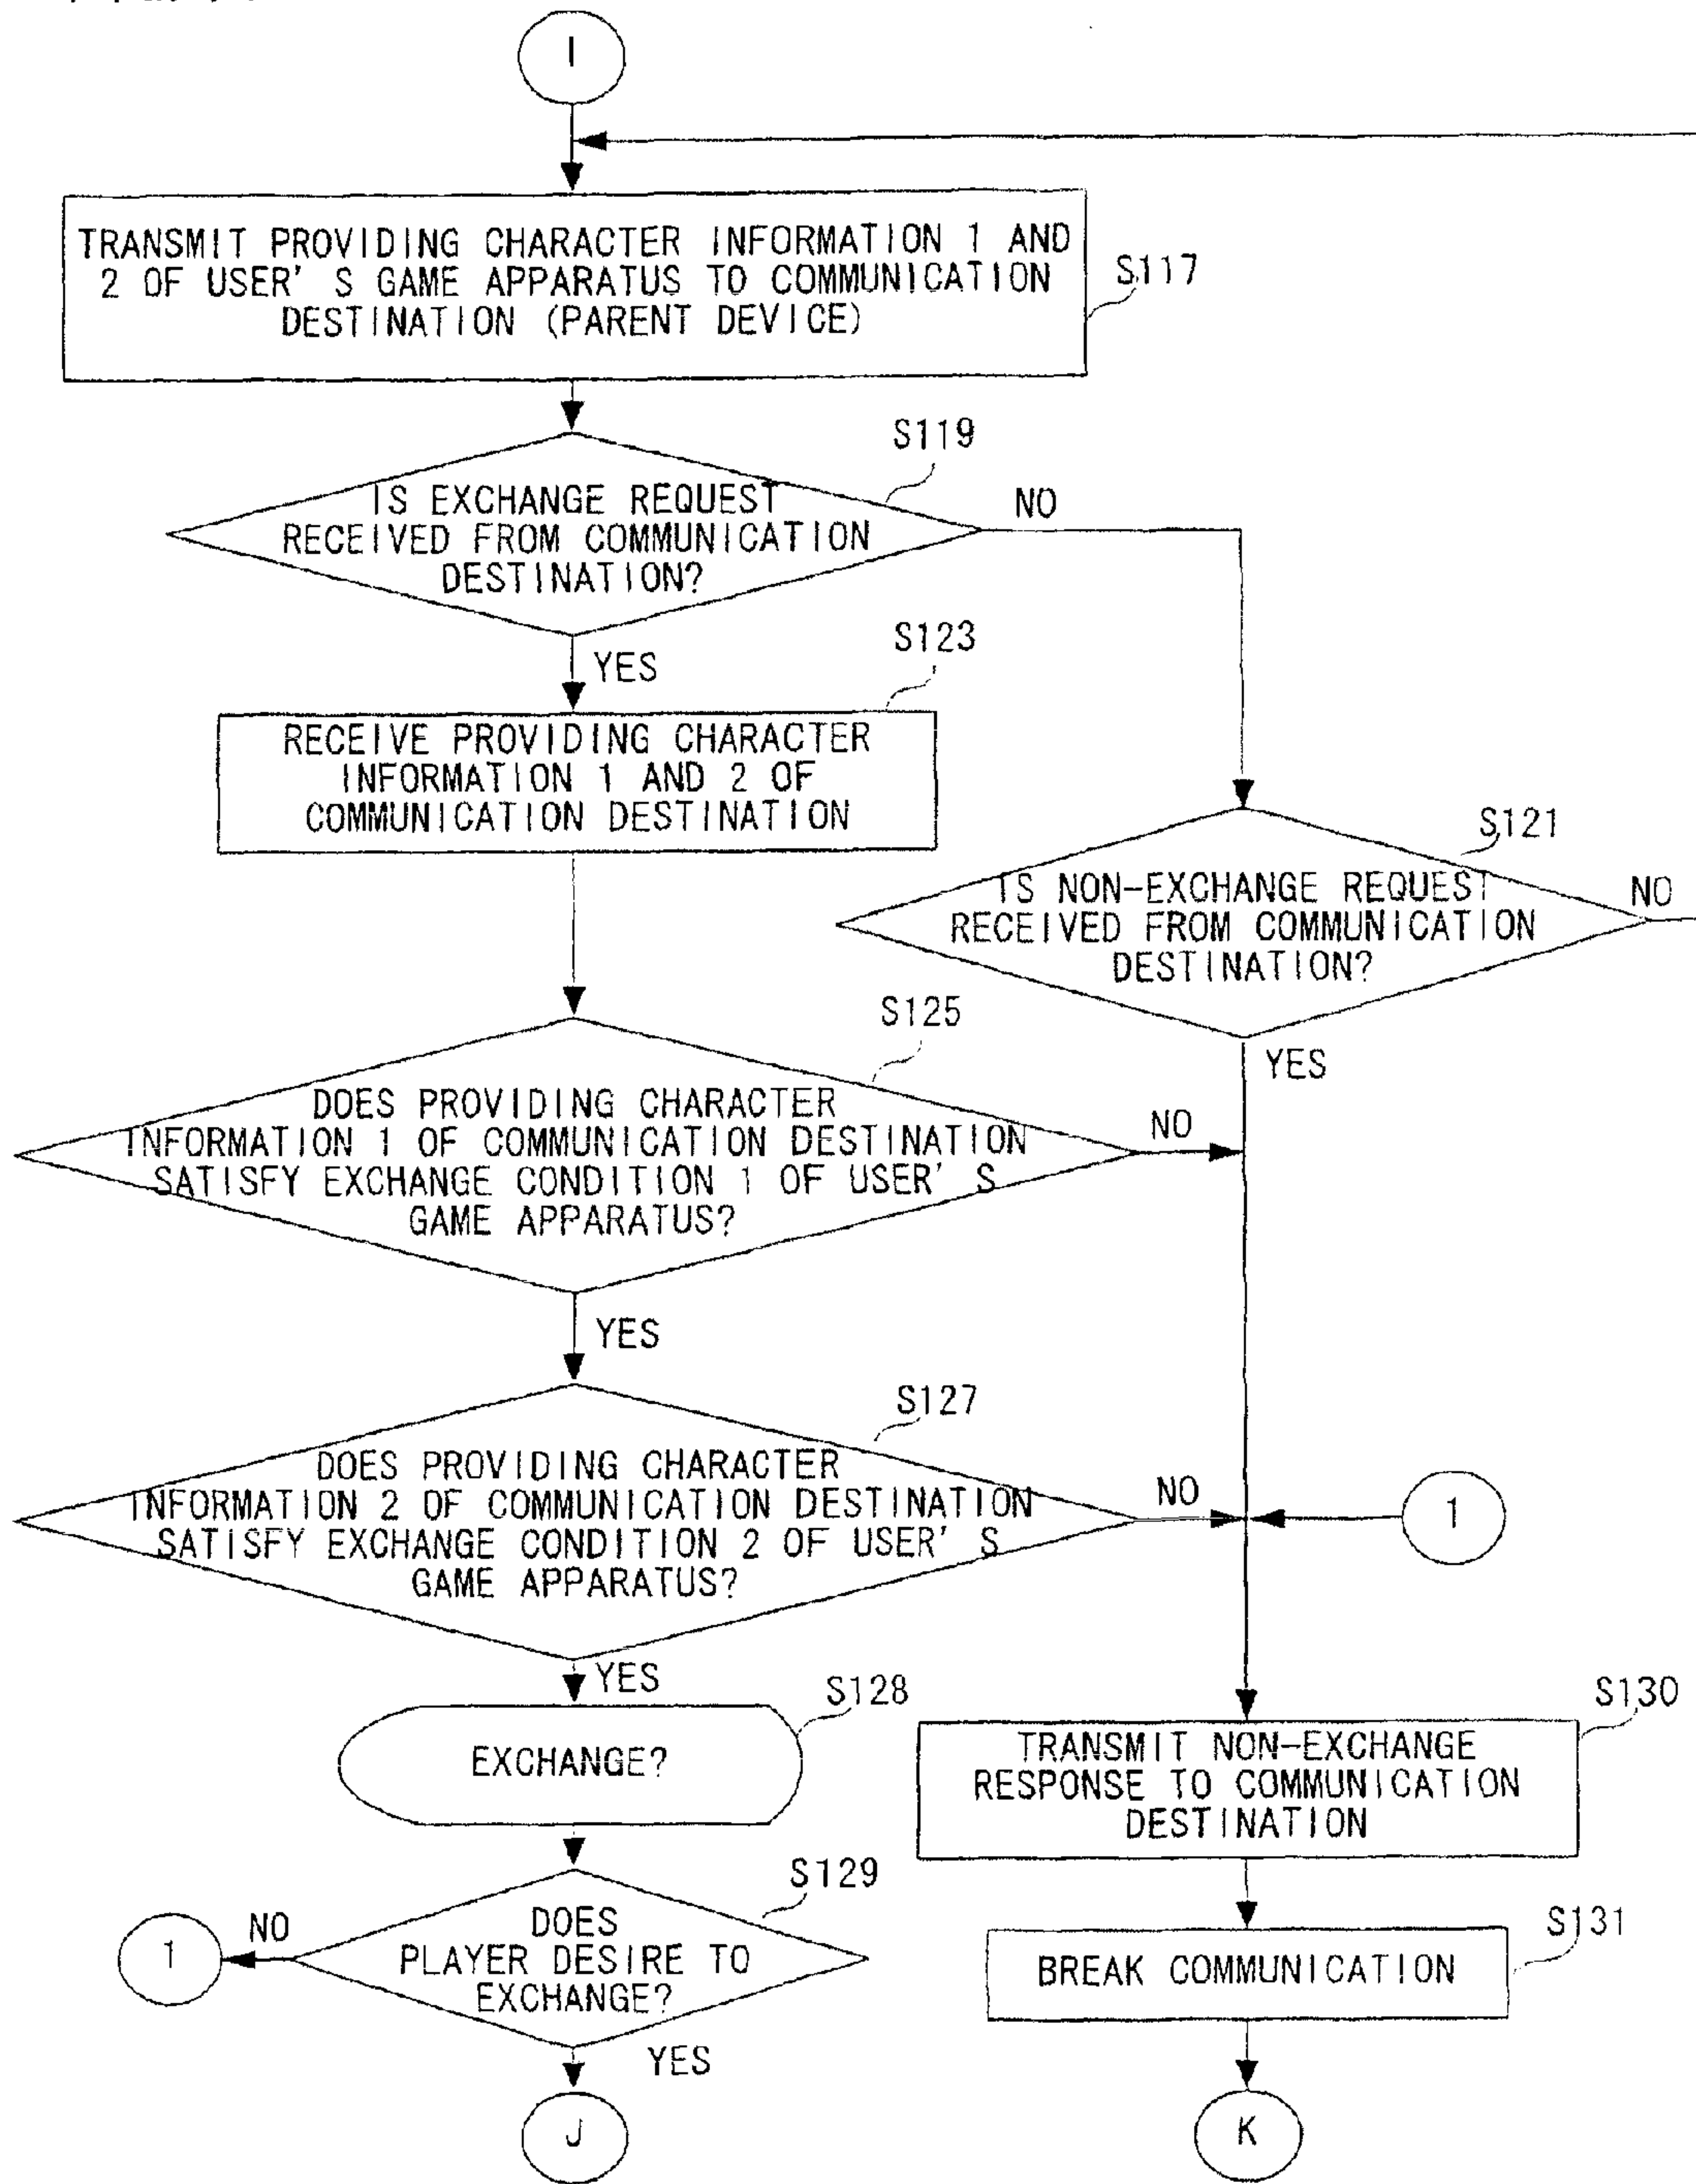 I
TRANSMIT PROVIDING CHARACTER INFORMATION 1 AND
2 OF USER'S GAME APPARATUS TO COMMUNICATION
DESTINATION (PARENT DEVICE)
S117
S119
IS EXCHANGE REQUEST
RECEIVED FROM COMMUNICATION
DESTINATION?
NO
YES
S123
RECEIVE PROVIDING CHARACTER
INFORMATION 1 AND 2 OF
COMMUNICATION DESTINATION
S121
IS NON-EXCHANGE REQUEST
RECEIVED FROM COMMUNICATION
DESTINATION?
NO
YES
S125
DOES PROVIDING CHARACTER
INFORMATION 1 OF COMMUNICATION DESTINATION
SATISFY EXCHANGE CONDITION 1 OF USER'S
GAME APPARATUS?
NO
YES
S127
DOES PROVIDING CHARACTER
INFORMATION 2 OF COMMUNICATION DESTINATION
SATISFY EXCHANGE CONDITION 2 OF USER'S
GAME APPARATUS?
NO
1
YES
S128
EXCHANGE?
S130
TRANSMIT NON-EXCHANGE
RESPONSE TO COMMUNICATION
DESTINATION
S129
DOES
PLAYER DESIRE TO
EXCHANGE?
NO
1
YES
S131
BREAK COMMUNICATION
J
K